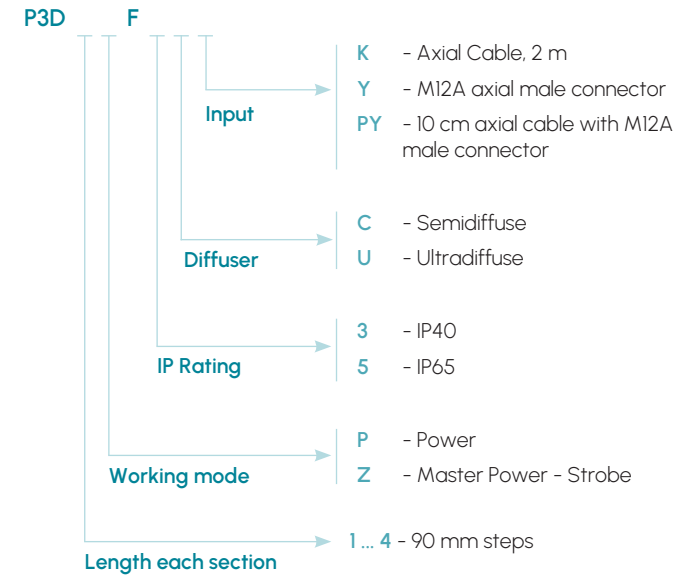 P3D F
K - Axial Cable, 2 m
Y - M12A axial male connector
Input
PY - 10 cm axial cable with M12A
male connector
C - Semidiffuse
Diffuser
U - Ultradiffuse
3 - IP40
IP Rating
5 - IP65
P - Power
Working mode
Z - Master Power - Strobe
1 ... 4 - 90 mm steps
Length each section